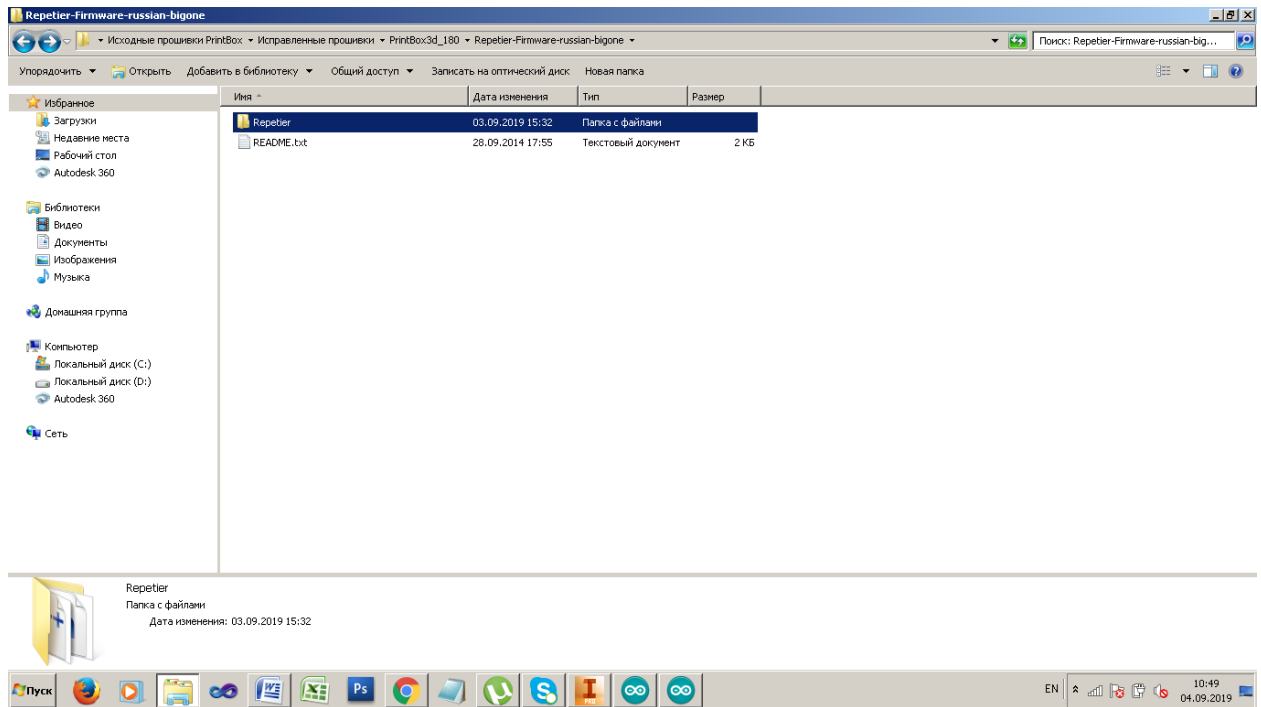 Repetier-Firmware-russian-bigone
Исходные прошивки PrintBox Исправленные прошивки PrintBox3d_180 Repetier-Firmware-russian-bigone
Поиск: Repetier-Firmware-russian-big...
Упорядочить Открыть Добавить в библиотеку Общий доступ Записать на оптический диск Новая папка
Имя Дата изменения Тип Размер
Избранное
Загрузки
Недавние места
Рабочий стол
Autodesk 360
Библиотеки
Видео
Документы
Изображения
Музыка
Домашняя группа
Компьютер
Локальный диск (C:)
Локальный диск (D:)
Autodesk 360
Сеть
Repetier 03.09.2019 15:32 Папка с файлами
README.txt 28.09.2014 17:55 Текстовый документ 2 КБ
Repetier
Папка с файлами
Дата изменения: 03.09.2019 15:32
Пуск
Ps
PRO
EN
10:49
04.09.2019